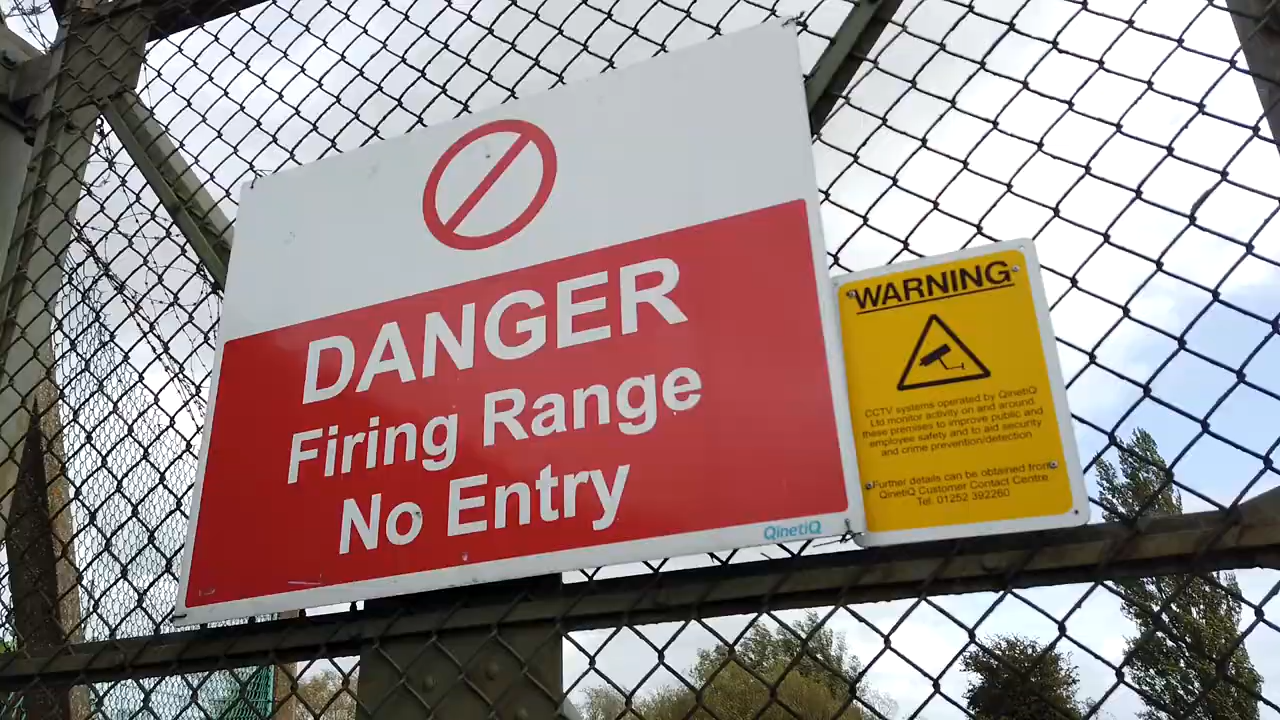 DANGER
Firing Range
No Entry
QinetiQ
WARNING
CCTV systems operated by QinetiQ
Ltd monitor activity on and around
these premises to improve public and
employee safety and to aid security
and crime prevention/detection
Further details can be obtained from
QinetiQ Customer Contact Centre
Tel. 01252 392260